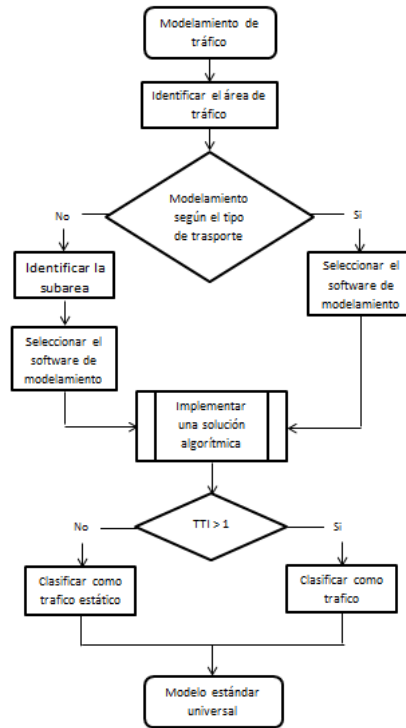 Modelamiento de
tráfico
Identificar el área de
tráfico
Modelamiento
según el tipo
de trasporte
No
Si
Identificar la
subarea
Seleccionar el
software de
modelamiento
Seleccionar el
software de
modelamiento
Implementar
una solución
algorítmica
TTI > 1
No
Si
Clasificar como
trafico estático
Clasificar como
trafico
Modelo estándar
universal